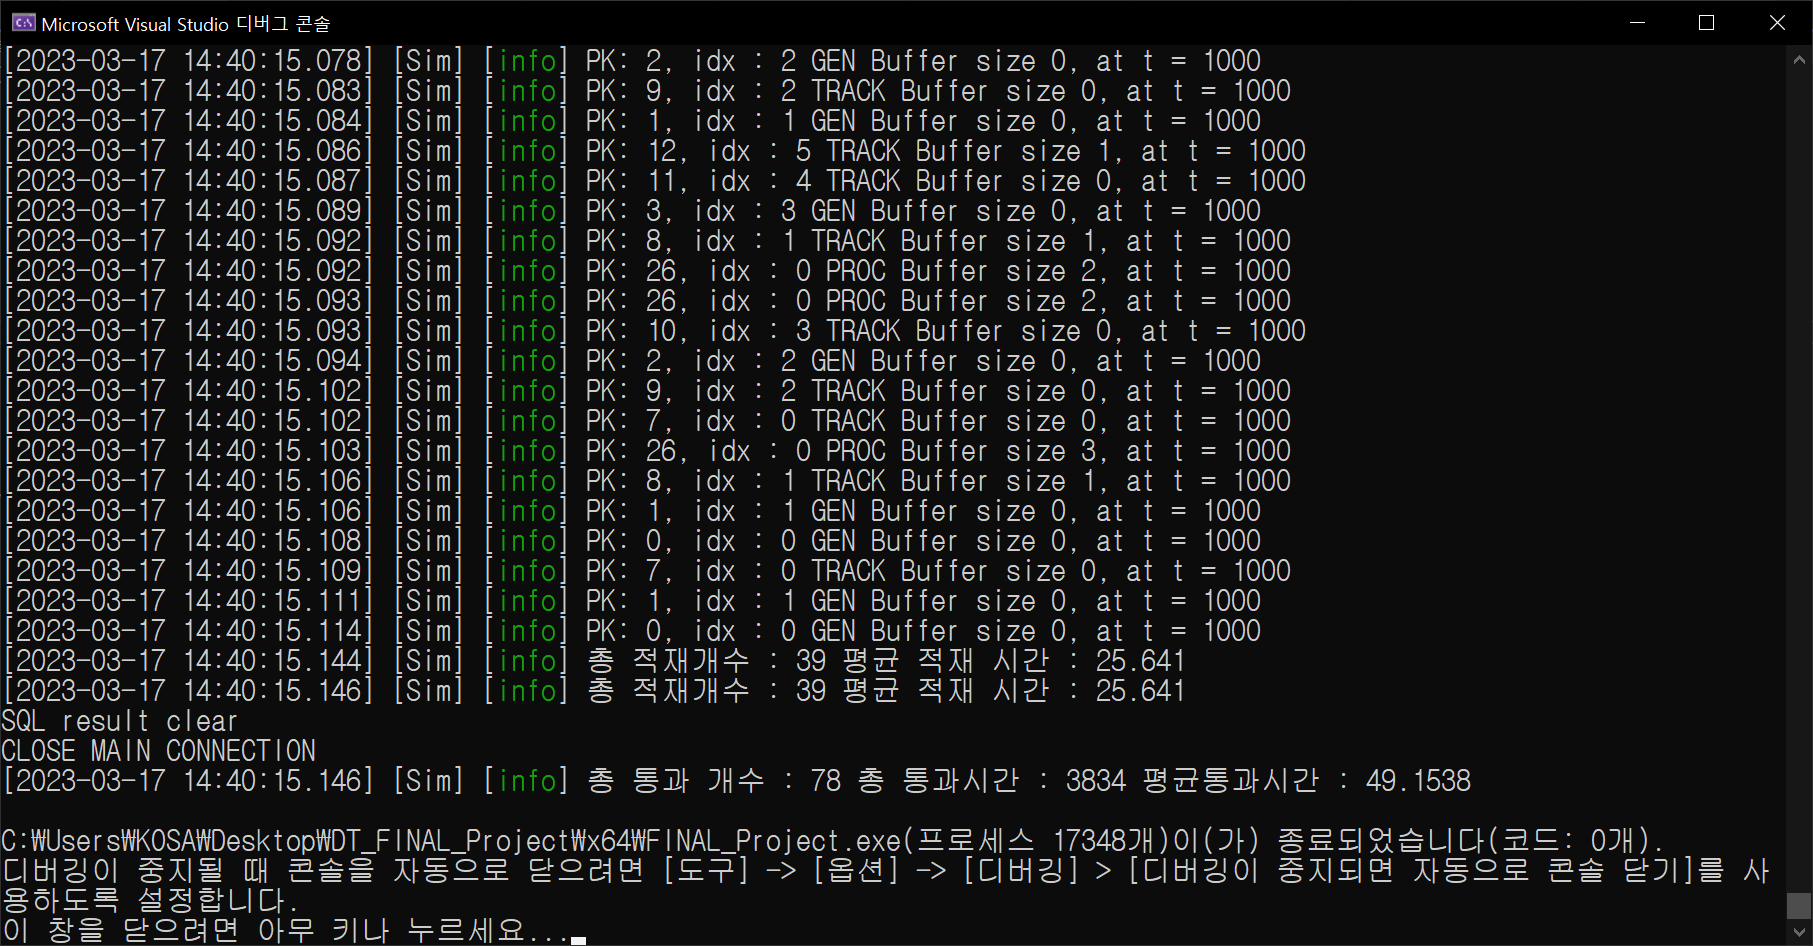 Microsoft Visual Studio 디버그 콘솔
[2023-03-17 14:40:15.078] [Sim] [info] PK: 2, idx : 2 GEN Buffer size 0, at t = 1000
[2023-03-17 14:40:15.083] [Sim] [info] PK: 9, idx : 2 TRACK Buffer size 0, at t = 1000
[2023-03-17 14:40:15.084] [Sim] [info] PK: 1, idx : 1 GEN Buffer size 0, at t = 1000
[2023-03-17 14:40:15.086] [Sim] [info] PK: 12, idx : 5 TRACK Buffer size 1, at t = 1000
[2023-03-17 14:40:15.087] [Sim] [info] PK: 11, idx : 4 TRACK Buffer size 0, at t = 1000
[2023-03-17 14:40:15.089] [Sim] [info] PK: 3, idx : 3 GEN Buffer size 0, at t = 1000
[2023-03-17 14:40:15.092] [Sim] [info] PK: 8, idx : 1 TRACK Buffer size 1, at t = 1000
[2023-03-17 14:40:15.092] [Sim] [info] PK: 26, idx : 0 PROC Buffer size 2, at t = 1000
[2023-03-17 14:40:15.093] [Sim] [info] PK: 26, idx : 0 PROC Buffer size 2, at t = 1000
[2023-03-17 14:40:15.093] [Sim] [info] PK: 10, idx : 3 TRACK Buffer size 0, at t = 1000
[2023-03-17 14:40:15.094] [Sim] [info] PK: 2, idx : 2 GEN Buffer size 0, at t = 1000
[2023-03-17 14:40:15.102] [Sim] [info] PK: 9, idx : 2 TRACK Buffer size 0, at t = 1000
[2023-03-17 14:40:15.102] [Sim] [info] PK: 7, idx : 0 TRACK Buffer size 0, at t = 1000
[2023-03-17 14:40:15.103] [Sim] [info] PK: 26, idx : 0 PROC Buffer size 3, at t = 1000
[2023-03-17 14:40:15.106] [Sim] [info] PK: 8, idx : 1 TRACK Buffer size 1, at t = 1000
[2023-03-17 14:40:15.106] [Sim] [info] PK: 1, idx : 1 GEN Buffer size 0, at t = 1000
[2023-03-17 14:40:15.108] [Sim] [info] PK: 0, idx : 0 GEN Buffer size 0, at t = 1000
[2023-03-17 14:40:15.109] [Sim] [info] PK: 7, idx : 0 TRACK Buffer size 0, at t = 1000
[2023-03-17 14:40:15.111] [Sim] [info] PK: 1, idx : 1 GEN Buffer size 0, at t = 1000
[2023-03-17 14:40:15.114] [Sim] [info] PK: 0, idx : 0 GEN Buffer size 0, at t = 1000
[2023-03-17 14:40:15.144] [Sim] [info] 총 적재개수 : 39 평균 적재 시간 : 25.641
[2023-03-17 14:40:15.146] [Sim] [info] 총 적재개수 : 39 평균 적재 시간 : 25.641
SQL result clear
CLOSE MAIN CONNECTION
[2023-03-17 14:40:15.146] [Sim] [info] 총 통과 개수 : 78 총 통과시간 : 3834 평균통과시간 : 49.1538
C:₩Users₩KOSA₩Desktop₩DT_FINAL_Project₩x64₩FINAL_Project.exe(프로세스 17348개)이(가) 종료되었습니다(코드: 0개).
디버깅이 중지될 때 콘솔을 자동으로 닫으려면 [도구] -> [옵션] -> [디버깅] > [디버깅이 중지되면 자동으로 콘솔 닫기]를 사
용하도록 설정합니다.
이 창을 닫으려면 아무 키나 누르세요...